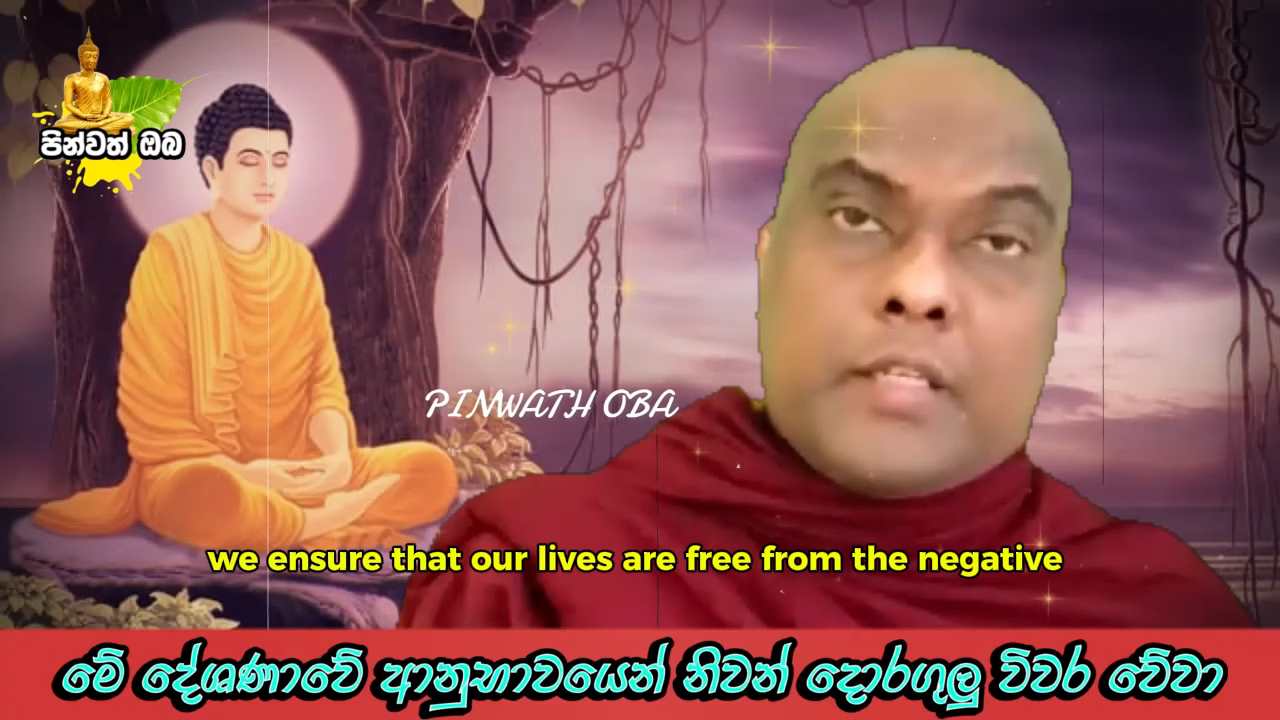 පින්වත් ඔබ
PINWATH OBA
we ensure that our lives are free from the negative
මේ දේශණාවේ ආනුභාවයෙන් නිවන් දොරගුලු විවර වේවා